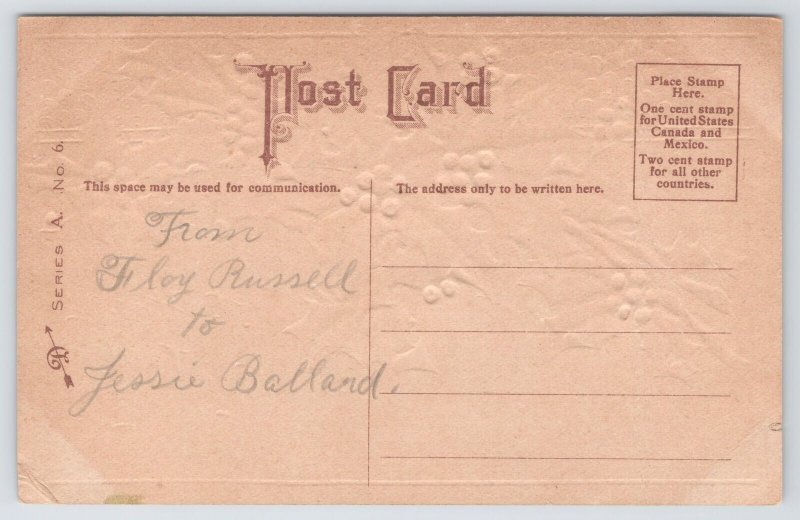 Post Card
Place Stamp
Here.
One cent stamp
for United States
Canada and
Mexico.
Two cent stamp
for all other
countries.
This space may be used for communication.
The address only to be written here.
SERIES A. No. 6.
From
Floy Russell
to
Jessie Balland.